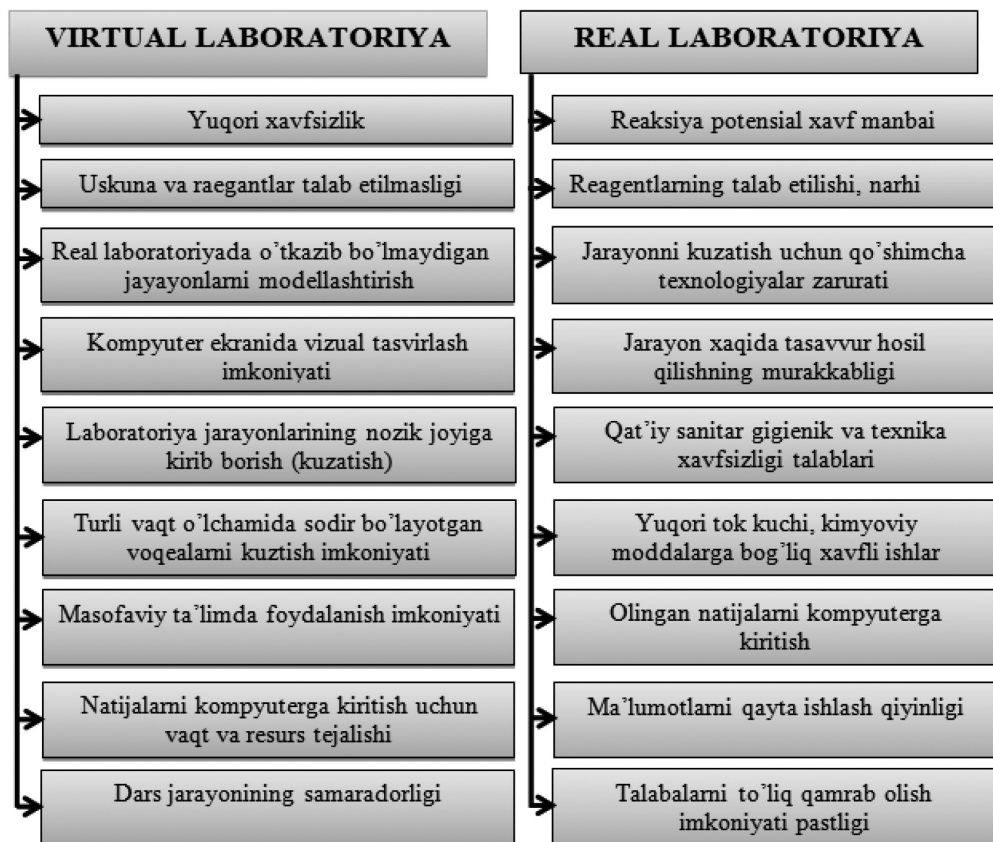 VIRTUAL LABORATORIYA
Yuqori xavfsizlik
Uskuna va raegantlar talab etilmasligi
Real laboratoriyada o’tkazib bo’lmaydigan
jayayonlarni modellashtirish
Kompyuter ekranida vizual tasvirlash
imkoniyati
Laboratoriya jarayonlarining nozik joyiga
kirib borish (kuzatish)
Turli vaqt o’lchamida sodir bo’layotgan
voqealarni kuztish imkoniyati
Masofaviy ta’limda foydalanish imkoniyati
Natijalarni kompyuterga kiritish uchun
vaqt va resurs tejalishi
Dars jarayonining samaradorligi
REAL LABORATORIYA
Reaksiya potensial xavf manbai
Reagentlarning talab etilishi, narhi
Jarayonni kuzatish uchun qo’shimcha
texnologiyalar zarurati
Jarayon xaqida tasavvur hosil
qilishning murakkabligi
Qat’iy sanitar gigienik va texnika
xavfsizligi talablari
Yuqori tok kuchi, kimyoviy
moddalarga bog’liq xavfli ishlar
Olingan natijalarni kompyuterga
kiritish
Ma’lumotlarni qayta ishlash qiyinligi
Talabalarni to’liq qamrab olish
imkoniyati pastligi